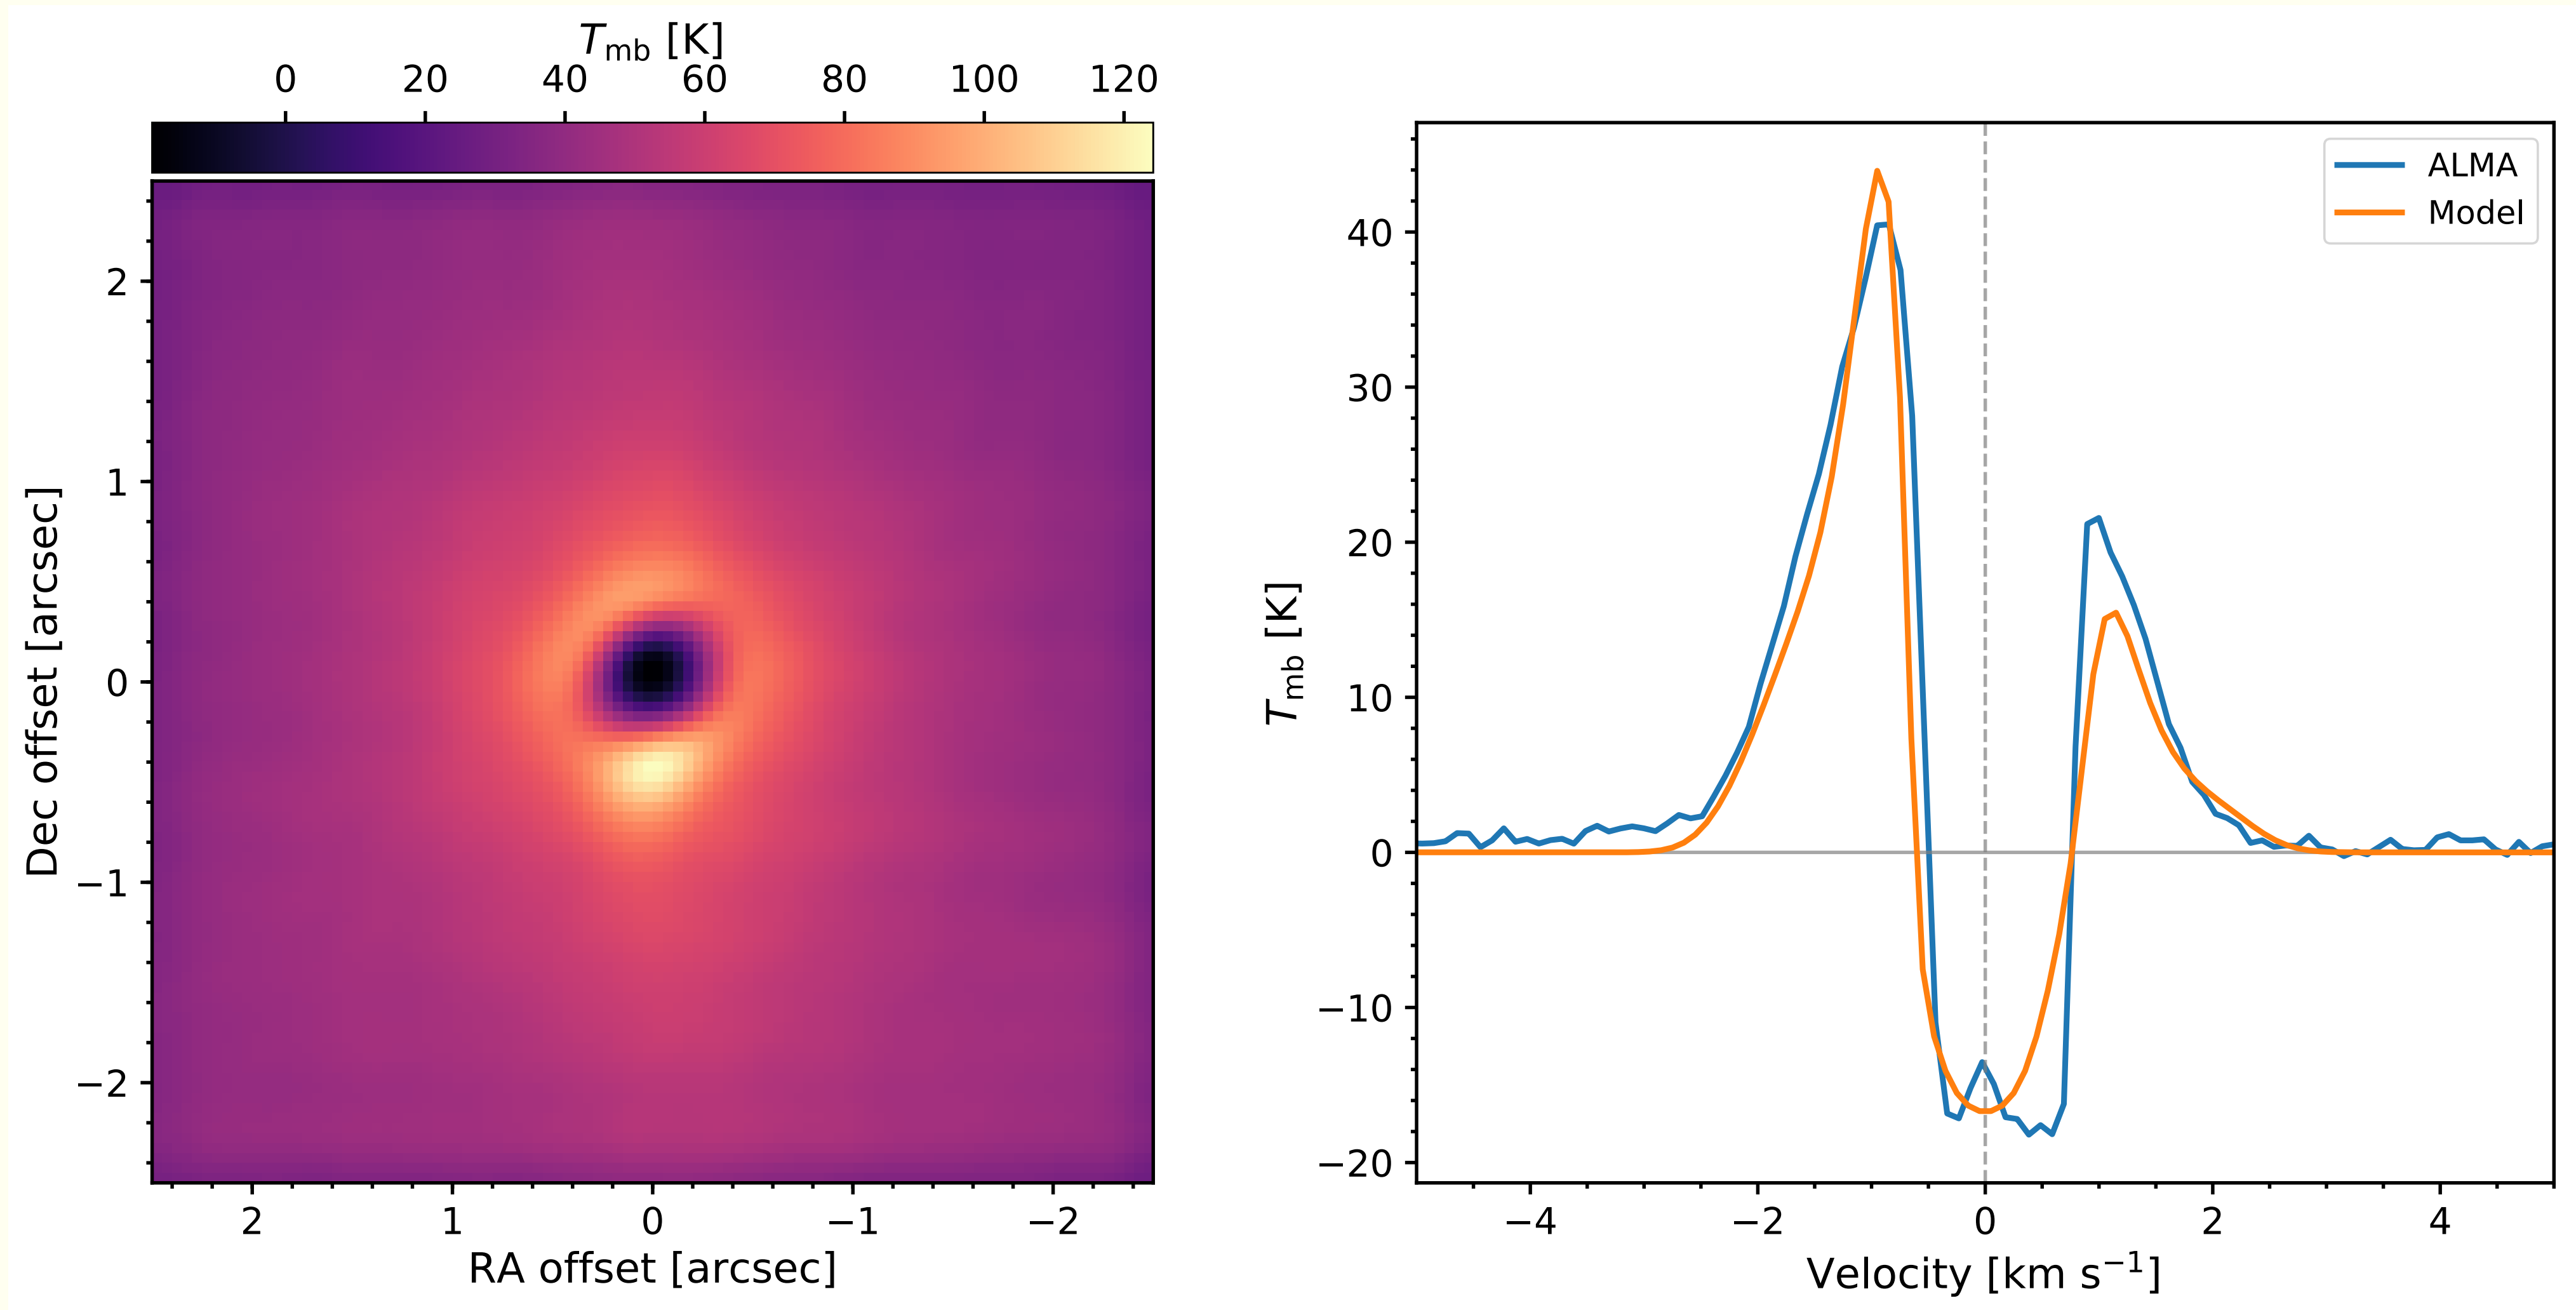 T_mb [K]
0 20 40 60 80 100 120
Dec offset [arcsec]
2
1
0
−1
−2
2 1 0 −1 −2
RA offset [arcsec]
ALMA
Model
T_mb [K]
40
30
20
10
0
−10
−20
−4 −2 0 2 4
Velocity [km s⁻¹]